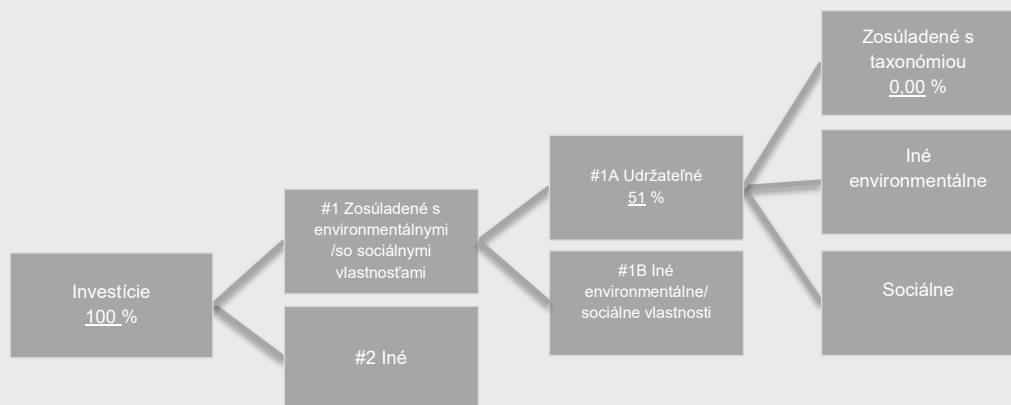 Investície
100 %
#1 Zosúladené s
environmentálnymi
/so sociálnymi
vlastnosťami
#2 Iné
#1A Udržateľné
51 %
#1B Iné
environmentálne/
sociálne vlastnosti
Zosúladené s
taxonómiou
0,00 %
Iné
environmentálne
Sociálne